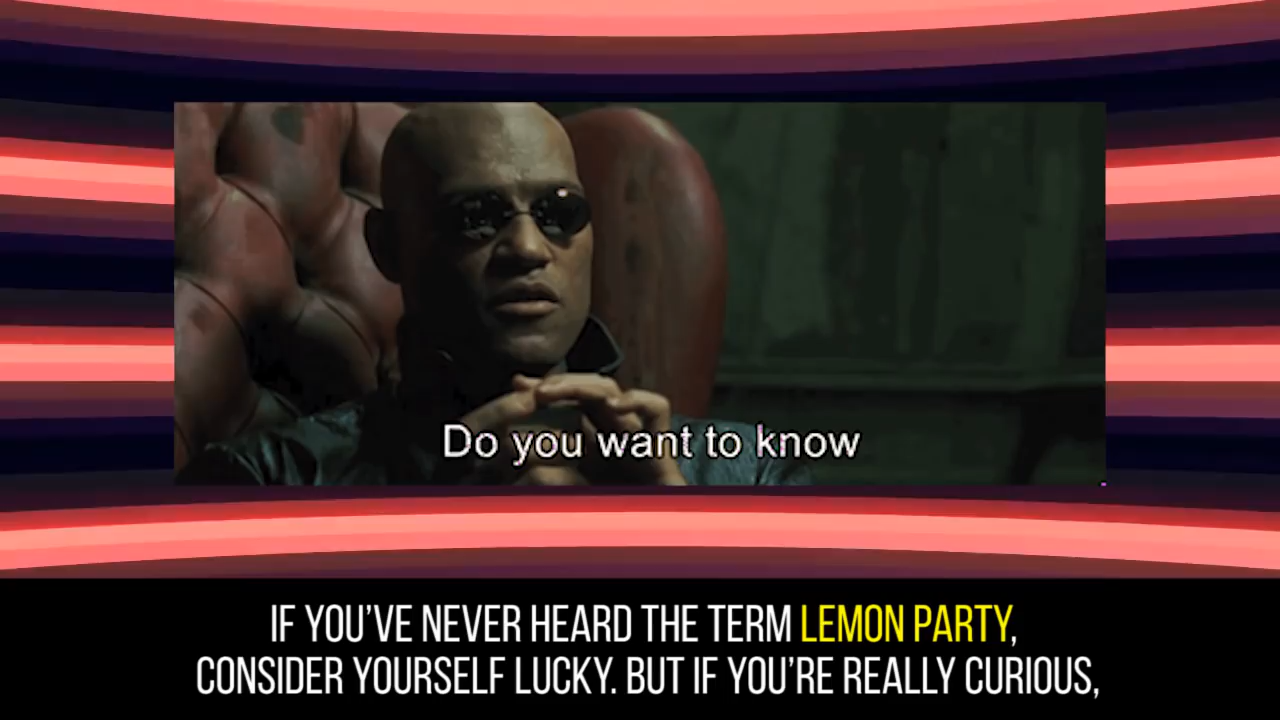 Do you want to know
IF YOU'VE NEVER HEARD THE TERM LEMON PARTY,
CONSIDER YOURSELF LUCKY. BUT IF YOU'RE REALLY CURIOUS,